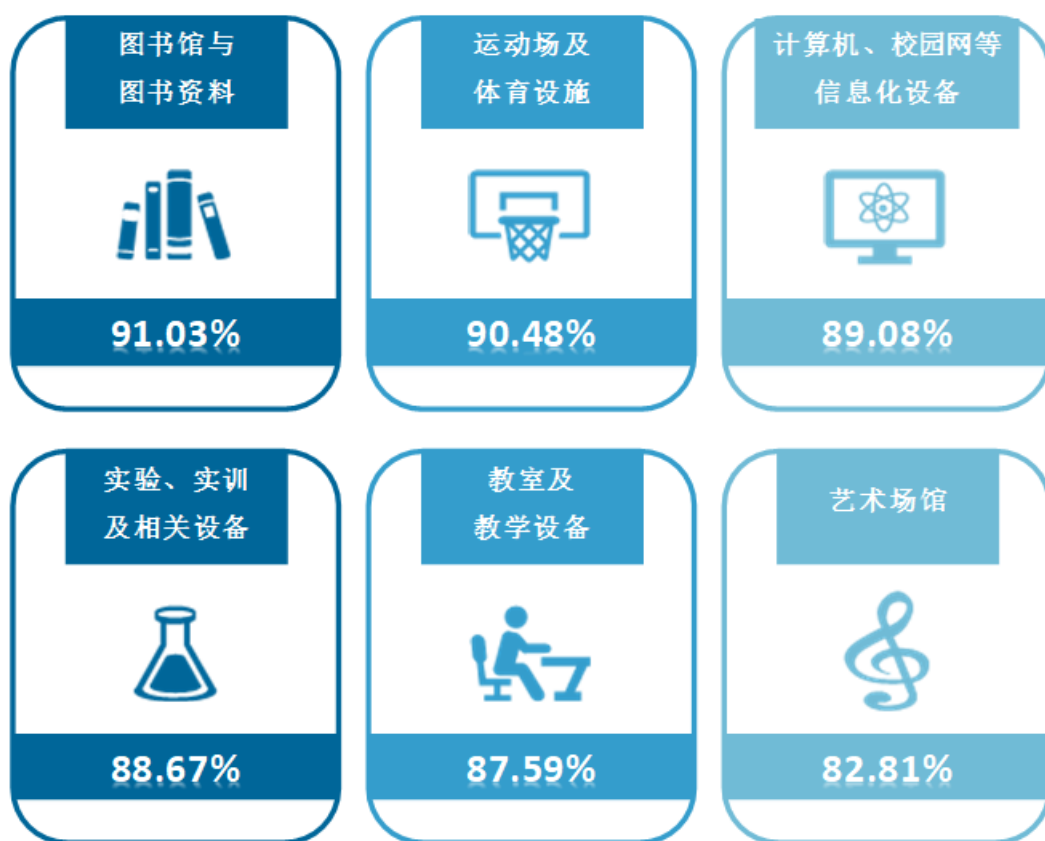 图书馆与
图书资料
91.03%
运动场及
体育设施
90.48%
计算机、校园网等
信息化设备
89.08%
实验、实训
及相关设备
88.67%
教室及
教学设备
87.59%
艺术场馆
82.81%